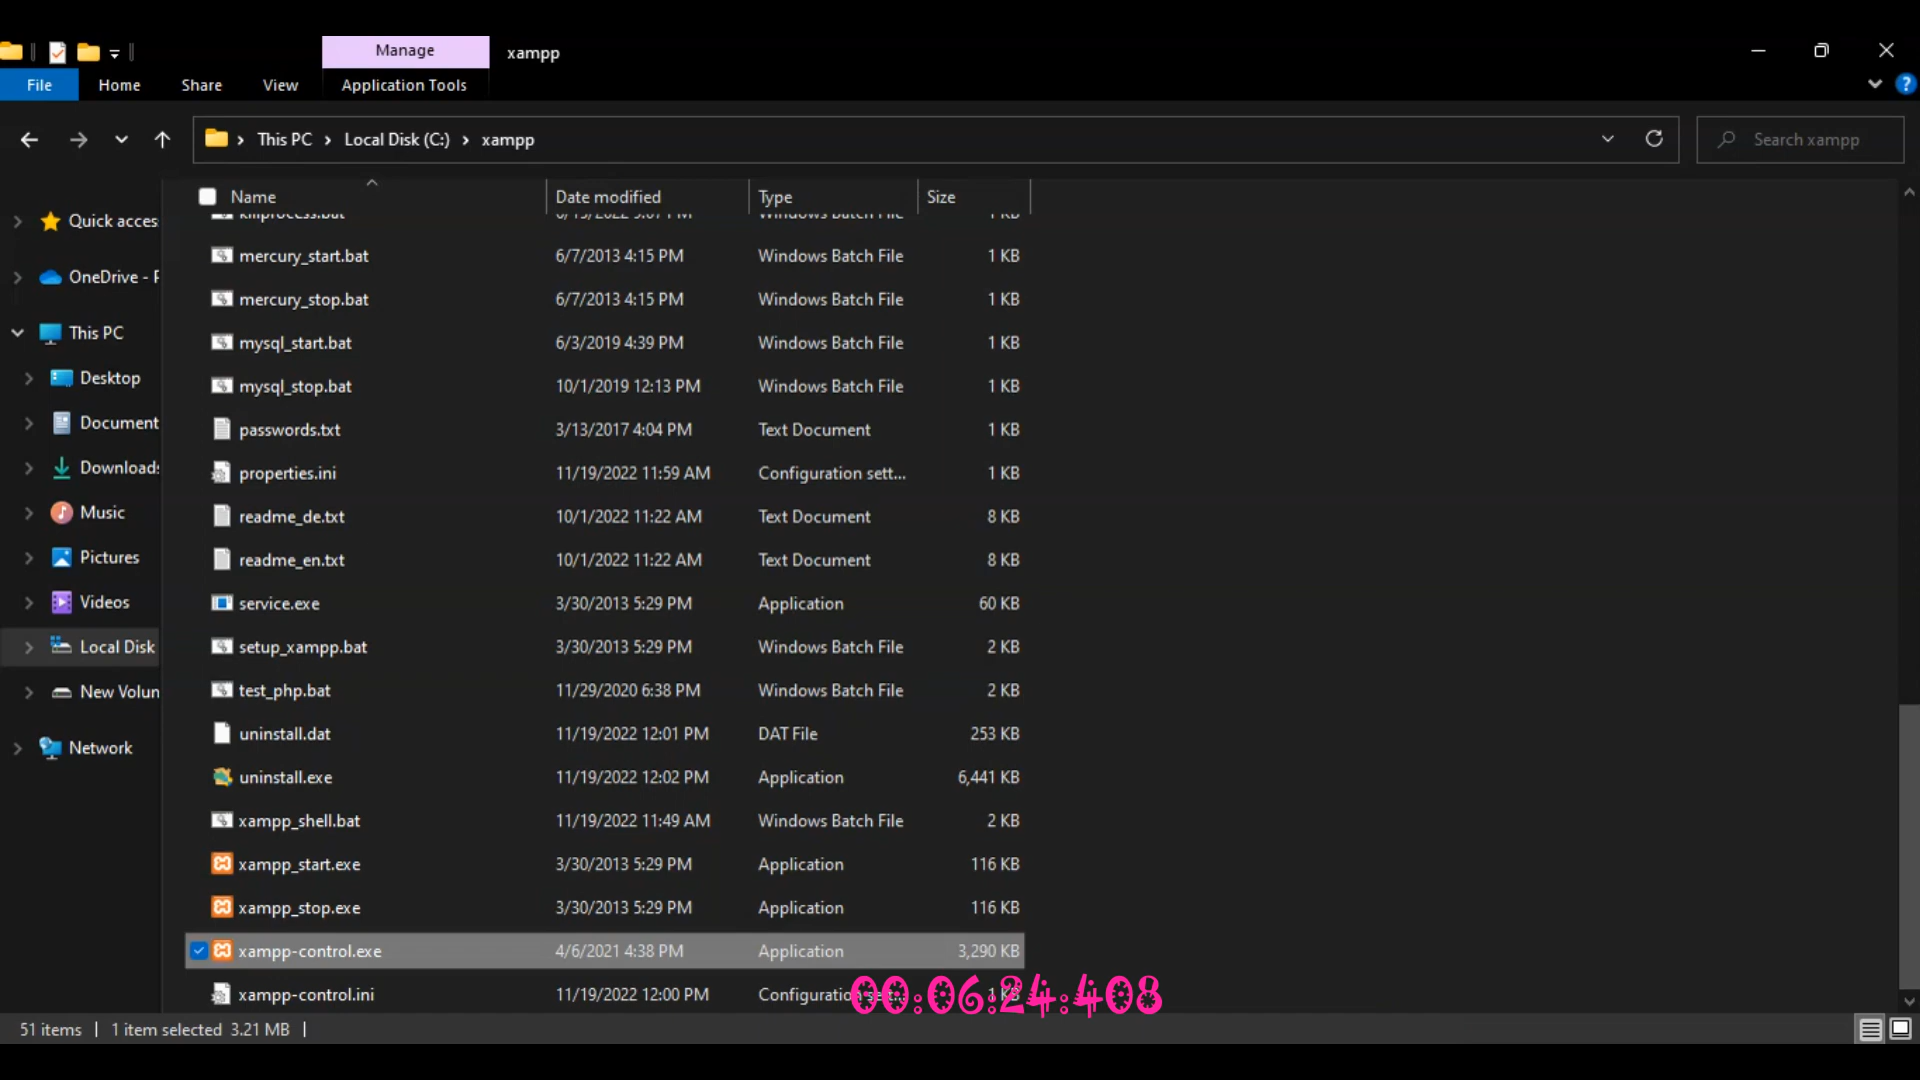 Manage
xampp
File
Home
Share
View
Application Tools
This PC
Local Disk (C:)
xampp
Search xampp
Name
Date modified
Type
Size
Quick acces
OneDrive -
This PC
Desktop
Document
Downloads
Music
Pictures
Videos
Local Disk
New Volun
Network
killprocess.bat
mercury_start.bat 6/7/2013 4:15 PM Windows Batch File 1 KB
mercury_stop.bat 6/7/2013 4:15 PM Windows Batch File 1 KB
mysql_start.bat 6/3/2019 4:39 PM Windows Batch File 1 KB
mysql_stop.bat 10/1/2019 12:13 PM Windows Batch File 1 KB
passwords.txt 3/13/2017 4:04 PM Text Document 1 KB
properties.ini 11/19/2022 11:59 AM Configuration sett... 1 KB
readme_de.txt 10/1/2022 11:22 AM Text Document 8 KB
readme_en.txt 10/1/2022 11:22 AM Text Document 8 KB
service.exe 3/30/2013 5:29 PM Application 60 KB
setup_xampp.bat 3/30/2013 5:29 PM Windows Batch File 2 KB
test_php.bat 11/29/2020 6:38 PM Windows Batch File 2 KB
uninstall.dat 11/19/2022 12:01 PM DAT File 253 KB
uninstall.exe 11/19/2022 12:02 PM Application 6,441 KB
xampp_shell.bat 11/19/2022 11:49 AM Windows Batch File 2 KB
xampp_start.exe 3/30/2013 5:29 PM Application 116 KB
xampp_stop.exe 3/30/2013 5:29 PM Application 116 KB
xampp-control.exe 4/6/2021 4:38 PM Application 3,290 KB
xampp-control.ini 11/19/2022 12:00 PM Configuration sett... 1 KB
00:06:24:408
51 items 1 item selected 3.21 MB